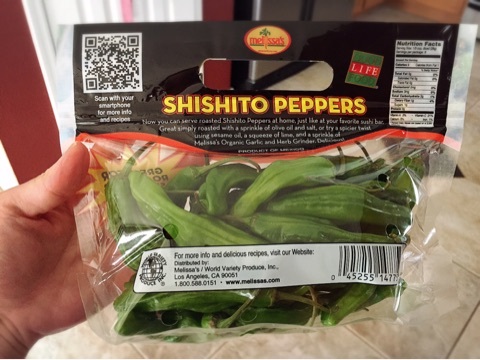 melissa's
LIFE
Nutrition Facts
Scan with your
smartphone
for more info
and recipes
SHISHITO PEPPERS
Now you can serve roasted Shishito Peppers at home, just like at your favorite sushi bar.
Great simply roasted with a sprinkle of olive oil and salt, or try a spicier twist
using sesame oil, a squeeze of lime, and a sprinkle of
Melissa's Organic Garlic and Herb Grinder. Delicious!
PRODUCT OF MEXICO
For more info and delicious recipes, visit our Website:
Distributed by:
Melissa's / World Variety Produce, Inc.,
Los Angeles, CA 90051
1.800.588.0151 • www.melissas.com
0 45255 1477